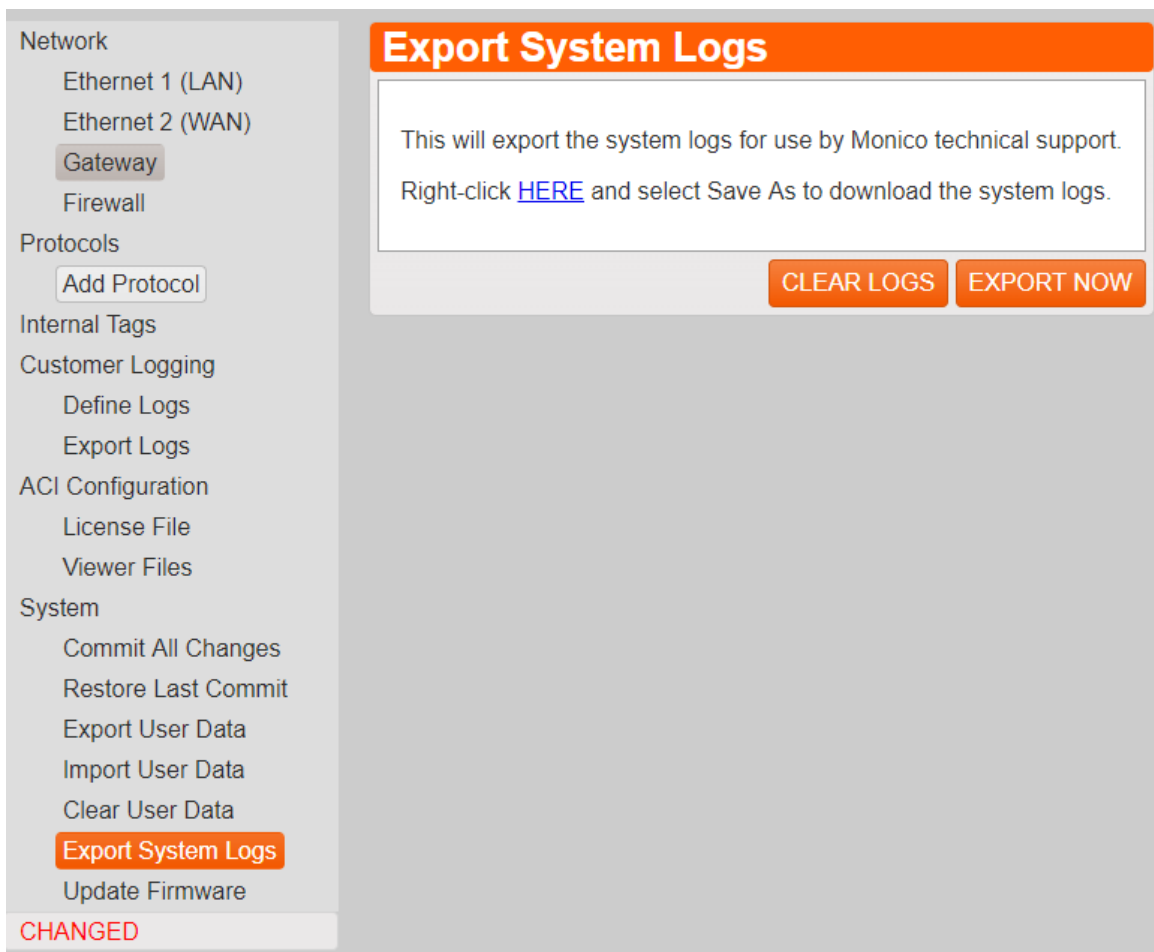 Network
Ethernet 1 (LAN)
Ethernet 2 (WAN)
Gateway
Firewall
Protocols
Add Protocol
Internal Tags
Customer Logging
Define Logs
Export Logs
ACI Configuration
License File
Viewer Files
System
Commit All Changes
Restore Last Commit
Export User Data
Import User Data
Clear User Data
Export System Logs
Update Firmware
CHANGED
Export System Logs
This will export the system logs for use by Monico technical support.
Right-click HERE and select Save As to download the system logs.
CLEAR LOGS EXPORT NOW